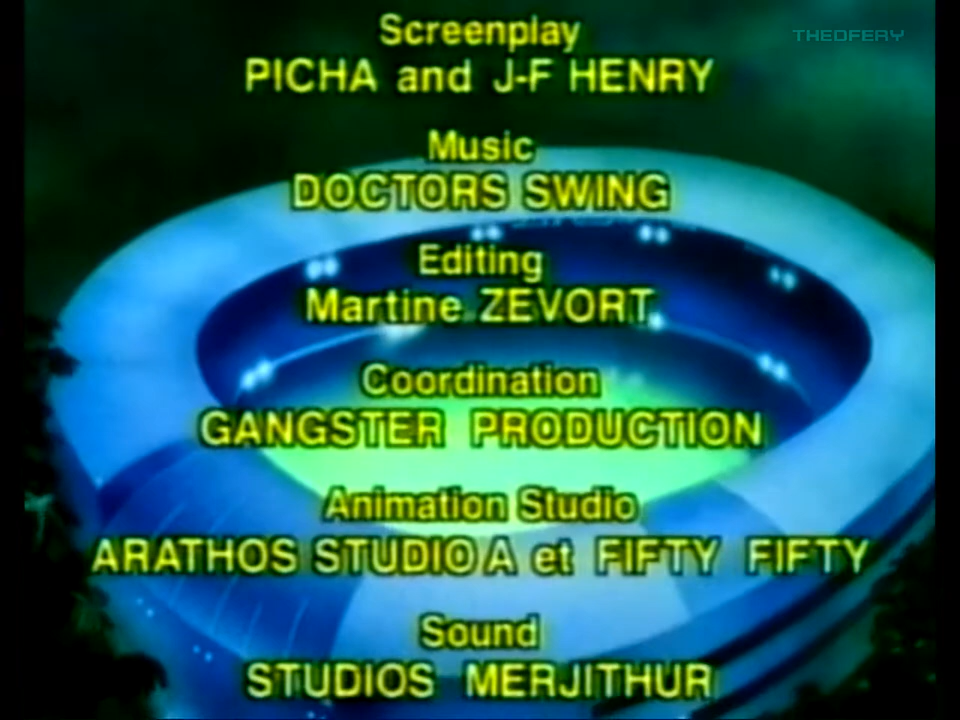 THEOFERY
Screenplay
PICHA and J-F HENRY
Music
DOCTORS SWING
Editing
Martine ZEVORT
Coordination
GANGSTER PRODUCTION
Animation Studio
ARATHOS STUDIO A et FIFTY FIFTY
Sound
STUDIOS MERJITHUR